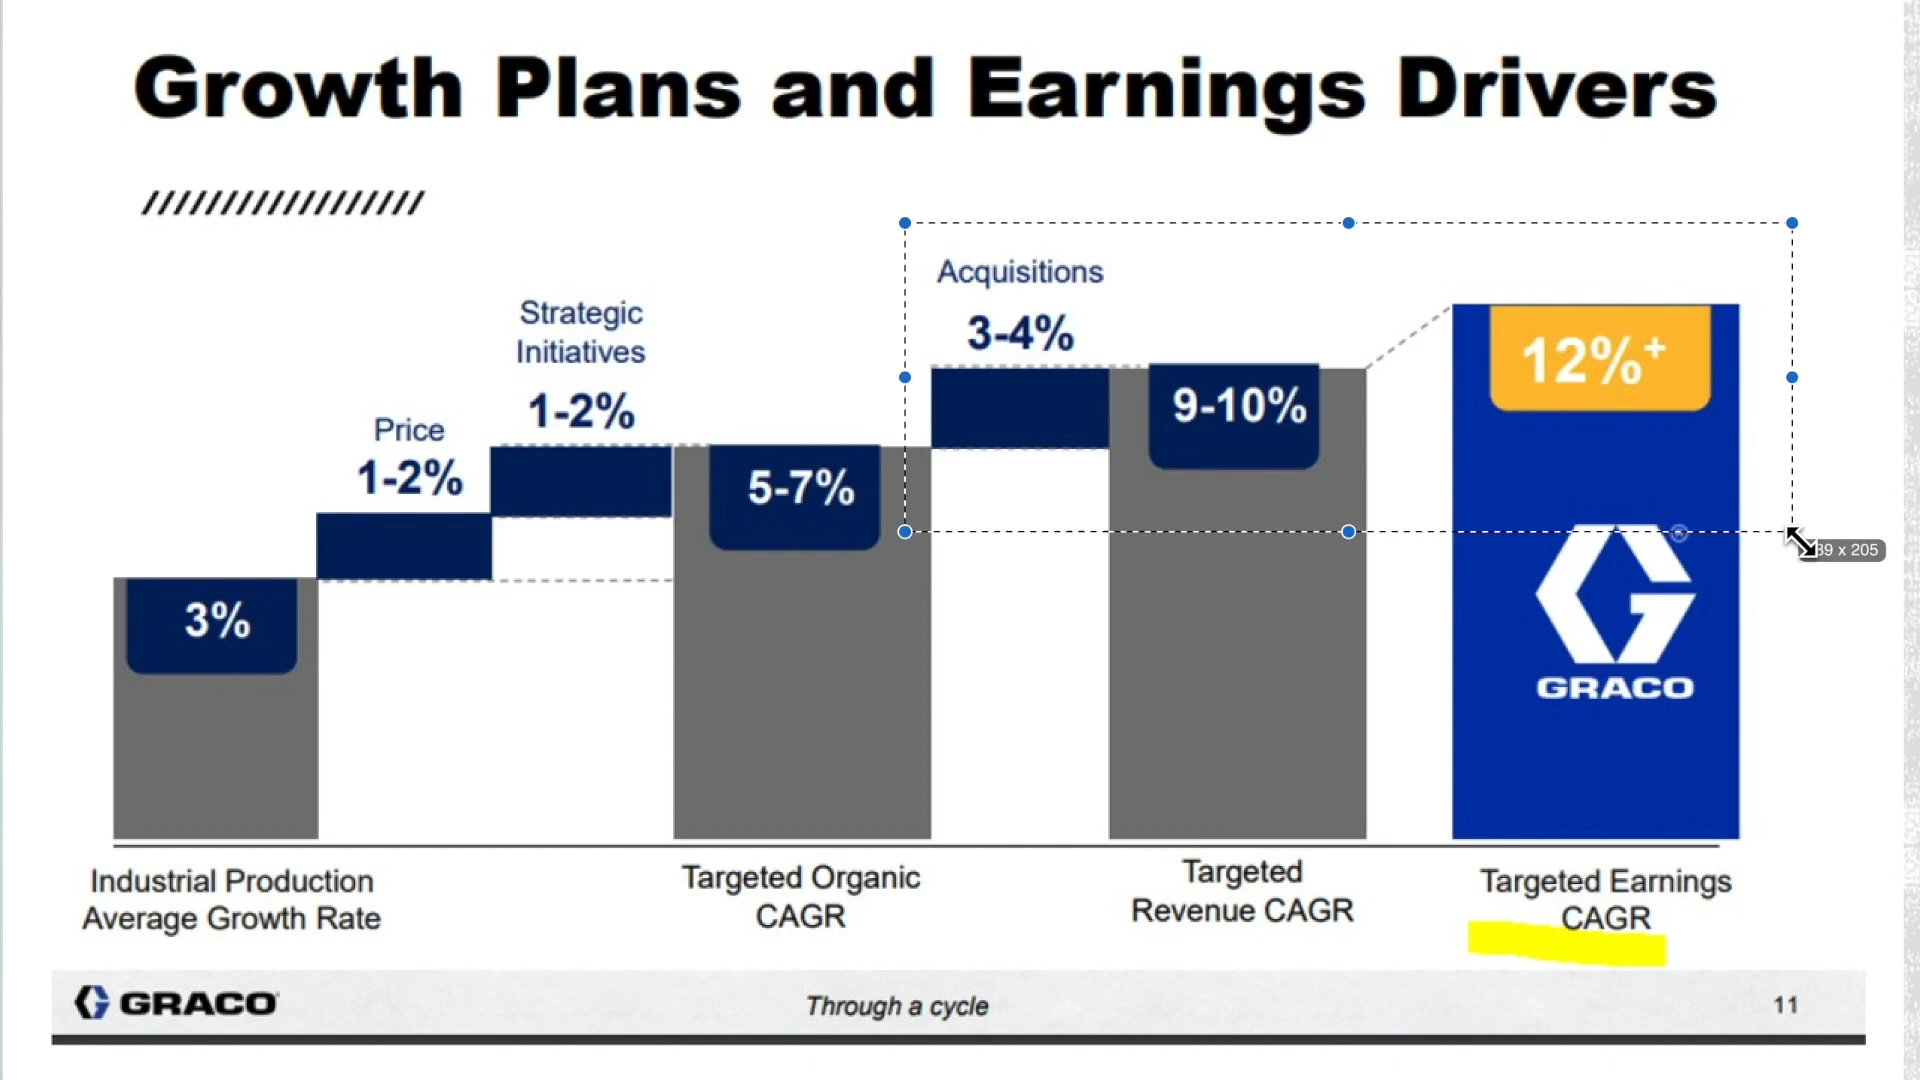 Growth Plans and Earnings Drivers
Acquisitions
3-4%
Strategic
Initiatives
1-2%
Price
1-2%
3%
5-7%
9-10%
12%+
®
GRACO
Industrial Production
Average Growth Rate
Targeted Organic
CAGR
Targeted
Revenue CAGR
Targeted Earnings
CAGR
GRACO
Through a cycle
11
x 205